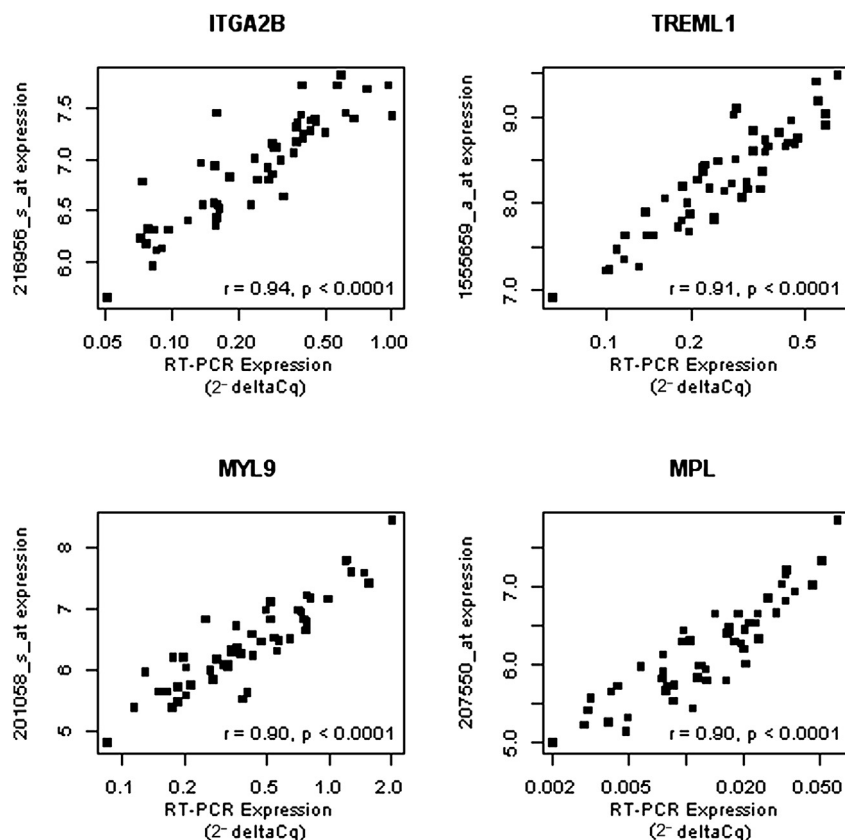 ITGA2B
216956_s_at expression
7.5
7.0
6.5
6.0
r = 0.94, p < 0.0001
0.05 0.10 0.20 0.50 1.00
RT-PCR Expression
(2⁻ deltaCq)
TREML1
1555659_a_at expression
9.0
8.0
7.0
r = 0.91, p < 0.0001
0.1 0.2 0.5
RT-PCR Expression
(2⁻ deltaCq)
MYL9
201058_s_at expression
8
7
6
5
r = 0.90, p < 0.0001
0.1 0.2 0.5 1.0 2.0
RT-PCR Expression
(2⁻ deltaCq)
MPL
207550_at expression
7.0
6.0
5.0
r = 0.90, p < 0.0001
0.002 0.005 0.020 0.050
RT-PCR Expression
(2⁻ deltaCq)